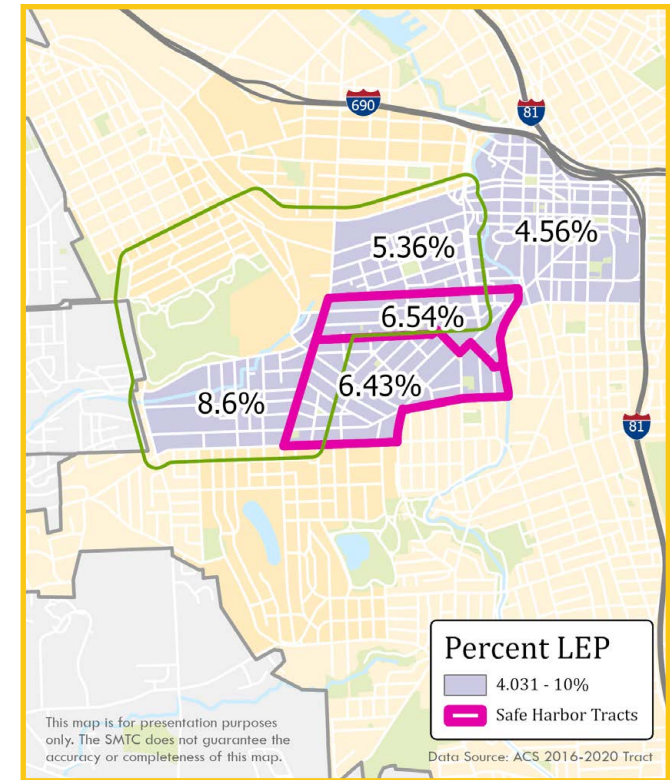 690
81
5.36%
4.56%
6.54%
8.6%
6.43%
81
Percent LEP
4.031 - 10%
Safe Harbor Tracts
This map is for presentation purposes
only. The SMTC does not guarantee the
accuracy or completeness of this map.
Data Source: ACS 2016-2020 Tract